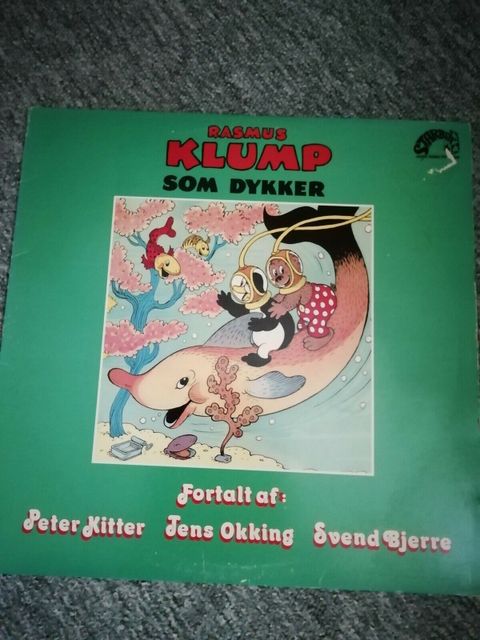 RASMUS
KLUMP
SOM DYKKER
Fortalt af:
Peter Kitter Jens Okking Svend Bjerre